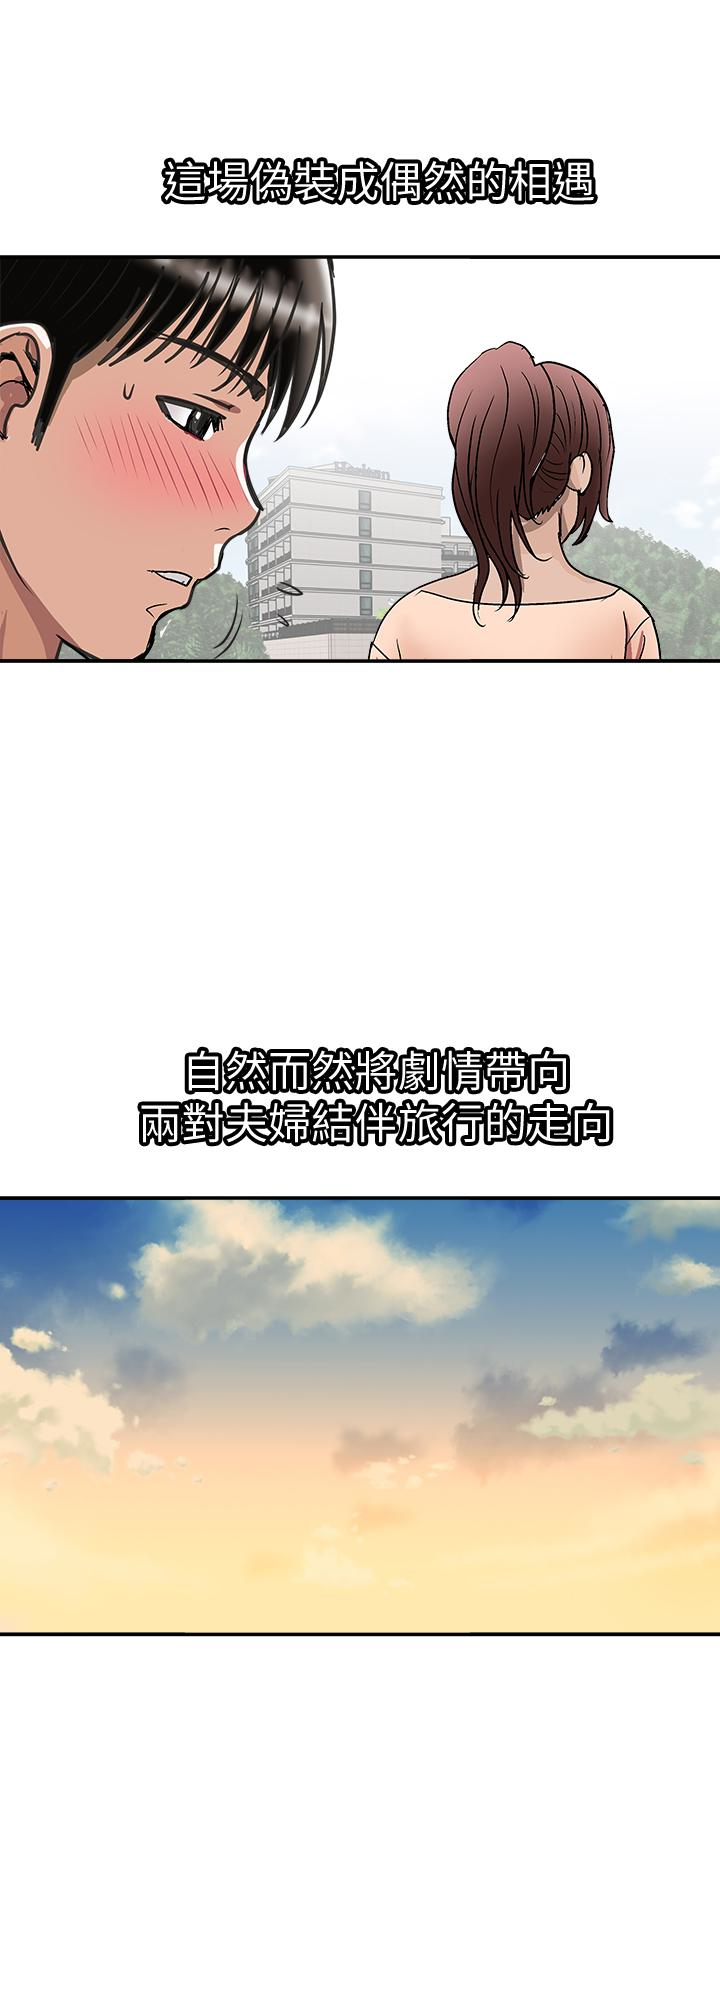 這場偽裝成偶然的相遇
自然而然將劇情帶向
兩對夫婦結伴旅行的走向